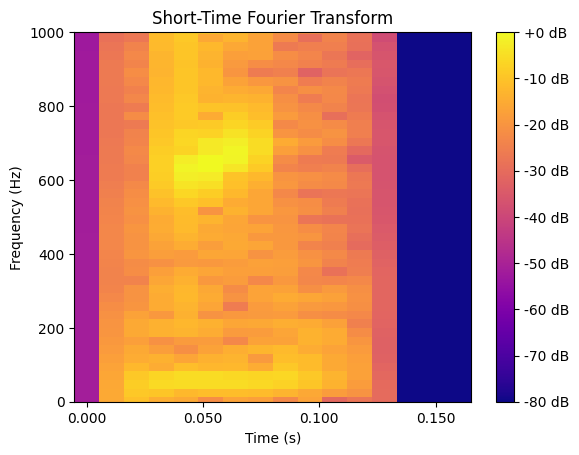 Short-Time Fourier Transform
1000
800
600
400
200
0
Frequency (Hz)
0.000
0.050
0.100
0.150
Time (s)
+0 dB
-10 dB
-20 dB
-30 dB
-40 dB
-50 dB
-60 dB
-70 dB
-80 dB